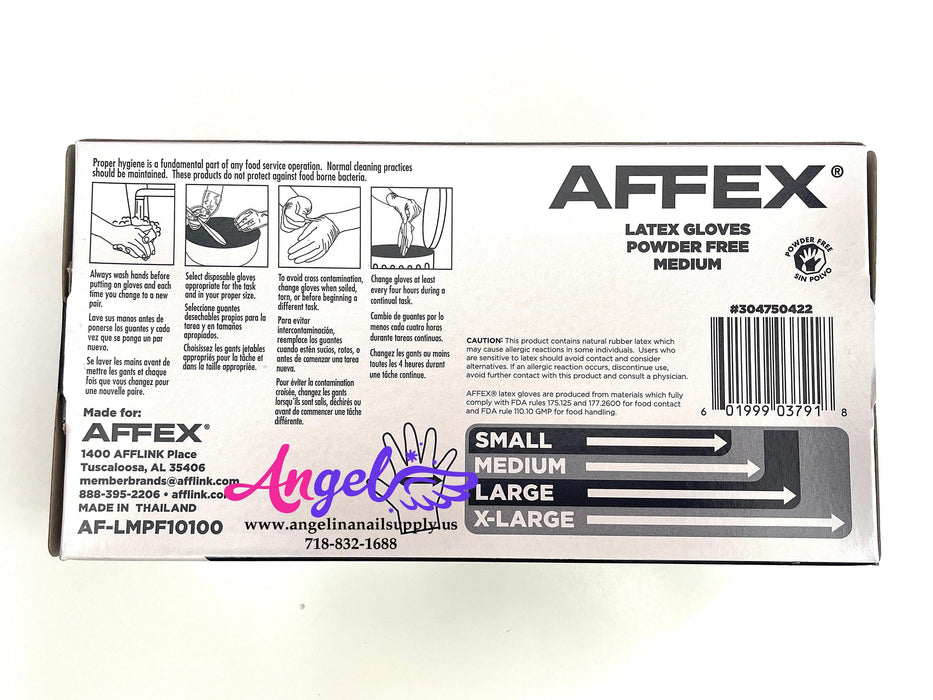 Proper hygiene is a fundamental part of any food service operation. Normal cleaning practices
should be maintained. These products do not protect against food borne bacteria.
Always wash hands before
putting on gloves and each
time you change to a new
pair.
Lave sus manos antes de
ponerse los guantes y cada
vez que se ponga un par
nuevo.
Se laver les mains avant de
mettre les gants et chaque
fois que vous changez pour
une nouvelle paire.
Select disposable gloves
appropriate for the task
and in your proper size.
Seleccione guantes
desechables propios para la
tarea y en tamaños
apropiados.
Choisissez les gants jetables
appropriés pour la tâche et
dans la taille appropriée.
To avoid cross contamination,
change gloves when soiled,
torn, or before beginning a
different task.
Para evitar
intercontaminación,
reemplace los guantes
cuando estén sucios, rotos, o
antes de comenzar una tarea
nueva.
Pour éviter la contamination
croisée, changez les gants
lorsqu'ils sont salis, déchirés ou
avant de commencer une tâche
différente.
Change gloves at least
every four hours during a
continual task.
Cambie de guantes por lo
menos cada cuatro horas
durante tareas continuas.
Changez les gants au moins
toutes les 4 heures durant
une tâche continue.
Made for:
AFFEX®
1400 AFFLINK Place
Tuscaloosa, AL 35406
memberbrands@afflink.com
888-395-2206 • afflink.co
MADE IN THAILAND
AF-LMPF10100
AFFEX®
LATEX GLOVES
POWDER FREE
MEDIUM
POWDER FREE
SIN POLVO
#304750422
CAUTION: This product contains natural rubber latex which
may cause allergic reactions in some individuals. Users who
are sensitive to latex should avoid contact and consider
alternatives. If an allergic reaction occurs, discontinue use,
avoid further contact with this product and consult a physician.
AFFEX® latex gloves are produced from materials which fully
comply with FDA rules 175.125 and 177.2600 for food contact
and FDA rule 110.10 GMP for food handling.
6 01999 03791 8
SMALL
MEDIUM
LARGE
X-LARGE
Angel
www.angelinanailsupply.us
718-832-1688